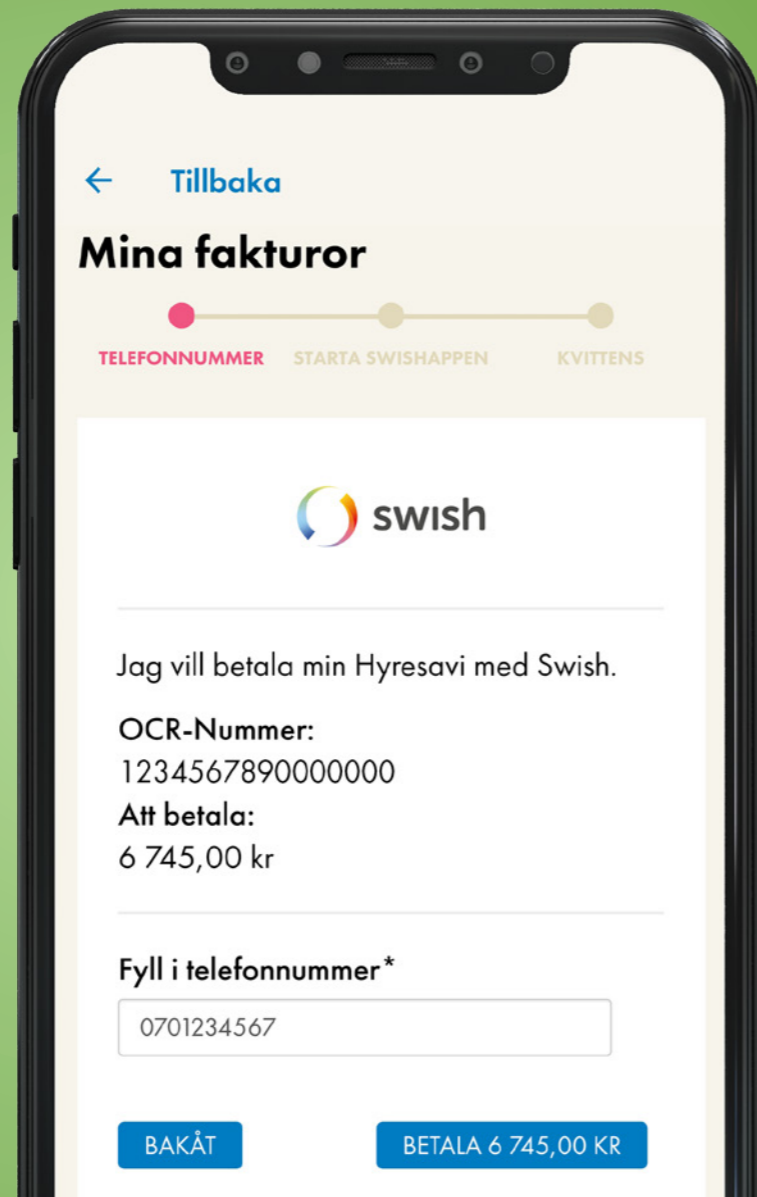 ← Tillbaka
Mina fakturor
TELEFONNUMMER STARTA SWISHAPPEN KVITTENS
swish
Jag vill betala min Hyresavi med Swish.
OCR-Nummer:
1234567890000000
Att betala:
6 745,00 kr
Fyll i telefonnummer*
0701234567
BAKÅT BETALA 6 745,00 KR